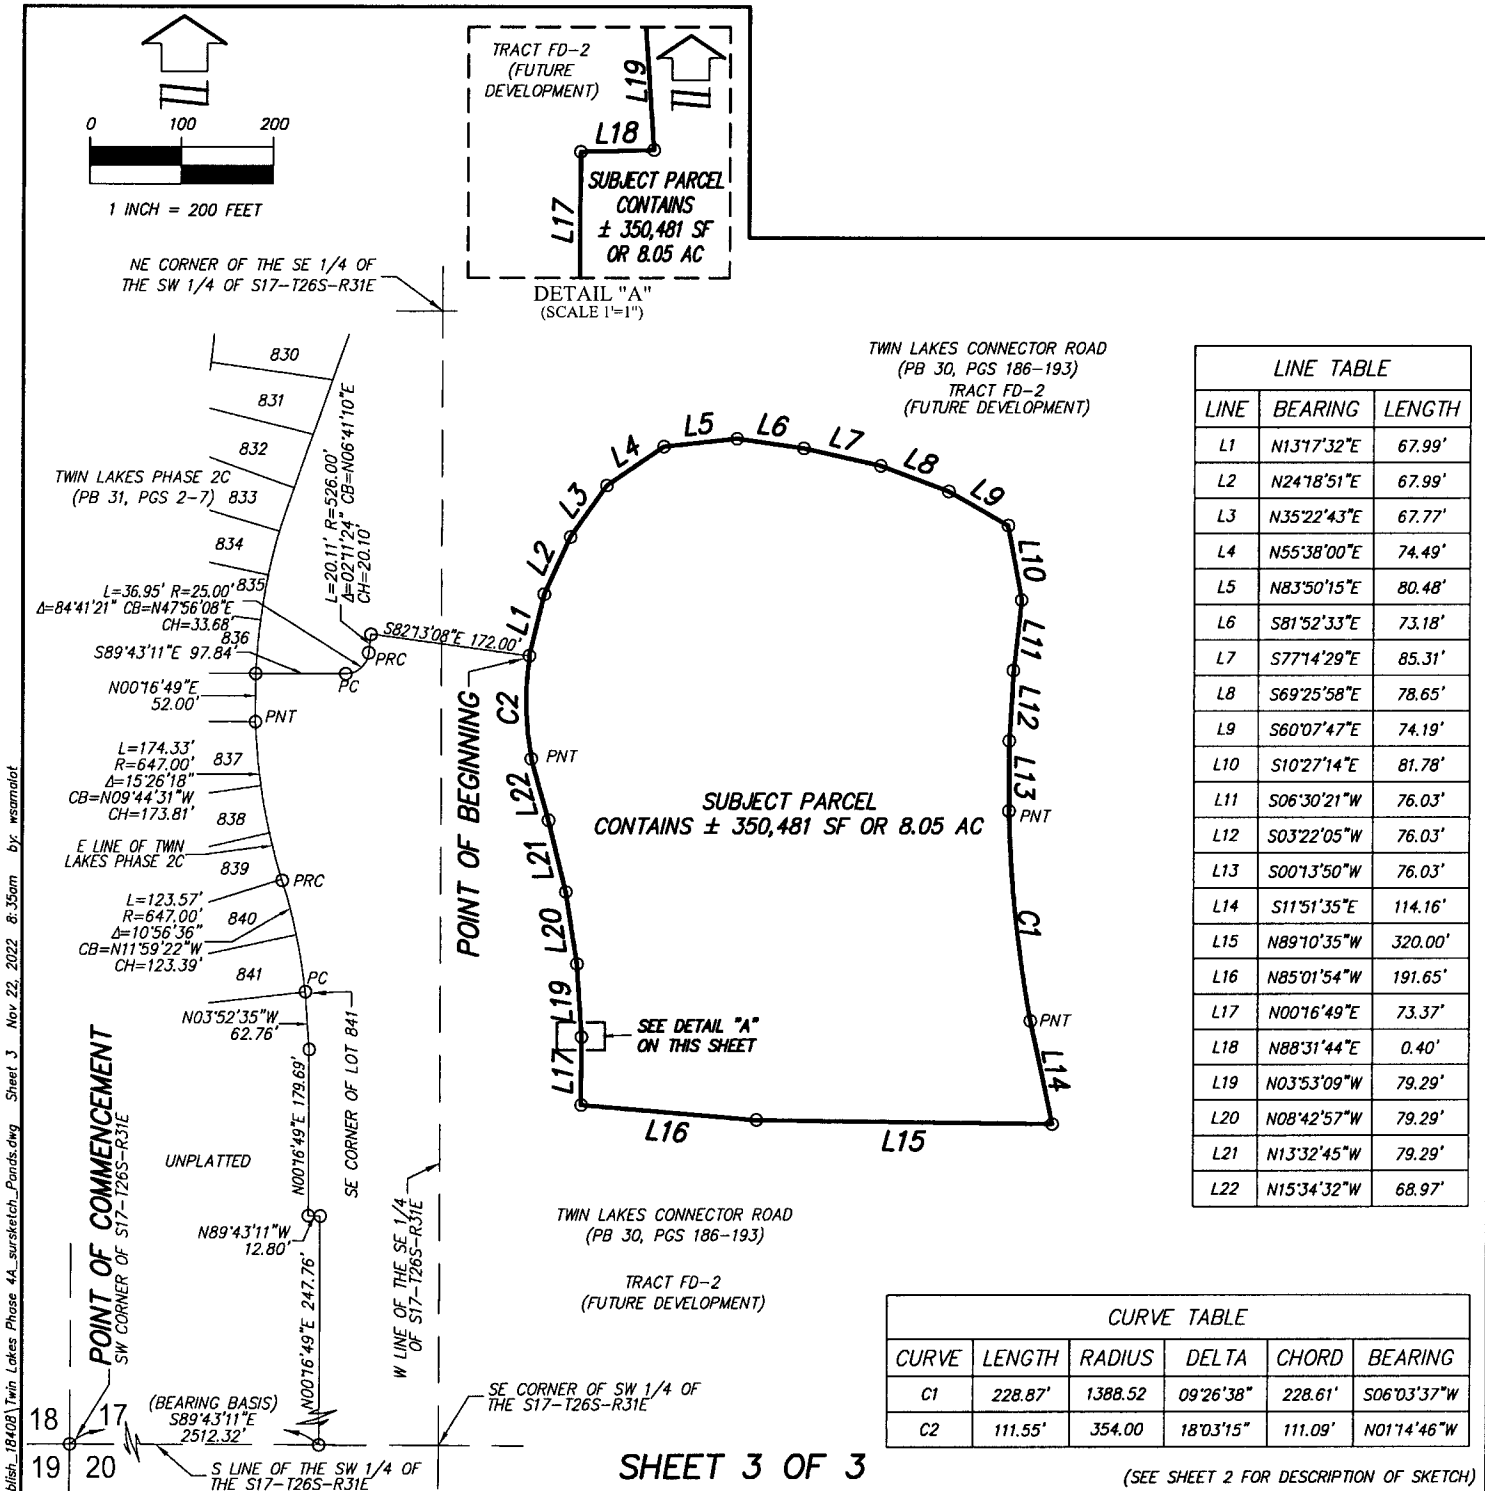 0 100 200
1 INCH = 200 FEET
TRACT FD-2
(FUTURE
DEVELOPMENT)
L19
L18
L17
SUBJECT PARCEL
CONTAINS
± 350,481 SF
OR 8.05 AC
DETAIL "A"
(SCALE 1'=1")
NE CORNER OF THE SE 1/4 OF
THE SW 1/4 OF S17-T26S-R31E
830
831
832
TWIN LAKES PHASE 2C
(PB 31, PGS 2-7)
833
834
835
L=20.11' R=526.00'
Δ=02°11'24" CB=N06°41'10"E
CH=20.10'
L=36.95' R=25.00'
Δ=84°41'21" CB=N47°56'08"E
CH=33.68'
836
S89°43'11"E 97.84'
PC
PRC
S82°13'08"E 172.00'
N00°16'49"E
52.00'
PNT
L=174.33'
R=647.00'
Δ=15°26'18"
CB=N09°44'31"W
CH=173.81'
837
838
E LINE OF TWIN
LAKES PHASE 2C
839
PRC
L=123.57'
R=647.00'
Δ=10°56'36"
CB=N11°59'22"W
CH=123.39'
840
841
PC
N03°52'35"W
62.76'
SE CORNER OF LOT 841
N00°16'49"E 179.69'
UNPLATTED
N89°43'11"W
12.80'
N00°16'49"E 247.76'
W LINE OF THE SE 1/4
OF S17-T26S-R31E
POINT OF COMMENCEMENT
SW CORNER OF S17-T26S-R31E
(BEARING BASIS)
S89°43'11"E
2512.32'
18 17
19 20
S LINE OF THE SW 1/4 OF
THE S17-T26S-R31E
SE CORNER OF SW 1/4 OF
THE S17-T26S-R31E
POINT OF BEGINNING
TWIN LAKES CONNECTOR ROAD
(PB 30, PGS 186-193)
TRACT FD-2
(FUTURE DEVELOPMENT)
L1
L2
L3
L4
L5
L6
L7
L8
L9
L10
L11
L12
L13
PNT
C1
PNT
L14
L15
L16
L17
L19
L20
L21
L22
PNT
C2
SUBJECT PARCEL
CONTAINS ± 350,481 SF OR 8.05 AC
SEE DETAIL "A"
ON THIS SHEET
TWIN LAKES CONNECTOR ROAD
(PB 30, PGS 186-193)
TRACT FD-2
(FUTURE DEVELOPMENT)
LINE TABLE
LINE BEARING LENGTH
L1 N13°17'32"E 67.99'
L2 N24°18'51"E 67.99'
L3 N35°22'43"E 67.77'
L4 N55°38'00"E 74.49'
L5 N83°50'15"E 80.48'
L6 S81°52'33"E 73.18'
L7 S77°14'29"E 85.31'
L8 S69°25'58"E 78.65'
L9 S60°07'47"E 74.19'
L10 S10°27'14"E 81.78'
L11 S06°30'21"W 76.03'
L12 S03°22'05"W 76.03'
L13 S00°13'50"W 76.03'
L14 S11°51'35"E 114.16'
L15 N89°10'35"W 320.00'
L16 N85°01'54"W 191.65'
L17 N00°16'49"E 73.37'
L18 N88°31'44"E 0.40'
L19 N03°53'09"W 79.29'
L20 N08°42'57"W 79.29'
L21 N13°32'45"W 79.29'
L22 N15°34'32"W 68.97'
CURVE TABLE
CURVE LENGTH RADIUS DELTA CHORD BEARING
C1 228.87' 1388.52 09°26'38" 228.61' S06°03'37"W
C2 111.55' 354.00 18°03'15" 111.09' N01°14'46"W
SHEET 3 OF 3
(SEE SHEET 2 FOR DESCRIPTION OF SKETCH)
blish_18408\Twin Lakes Phase 4A_sursketch_Ponds.dwg Sheet 3 Nov 22, 2022 8:35am by: wsamalot